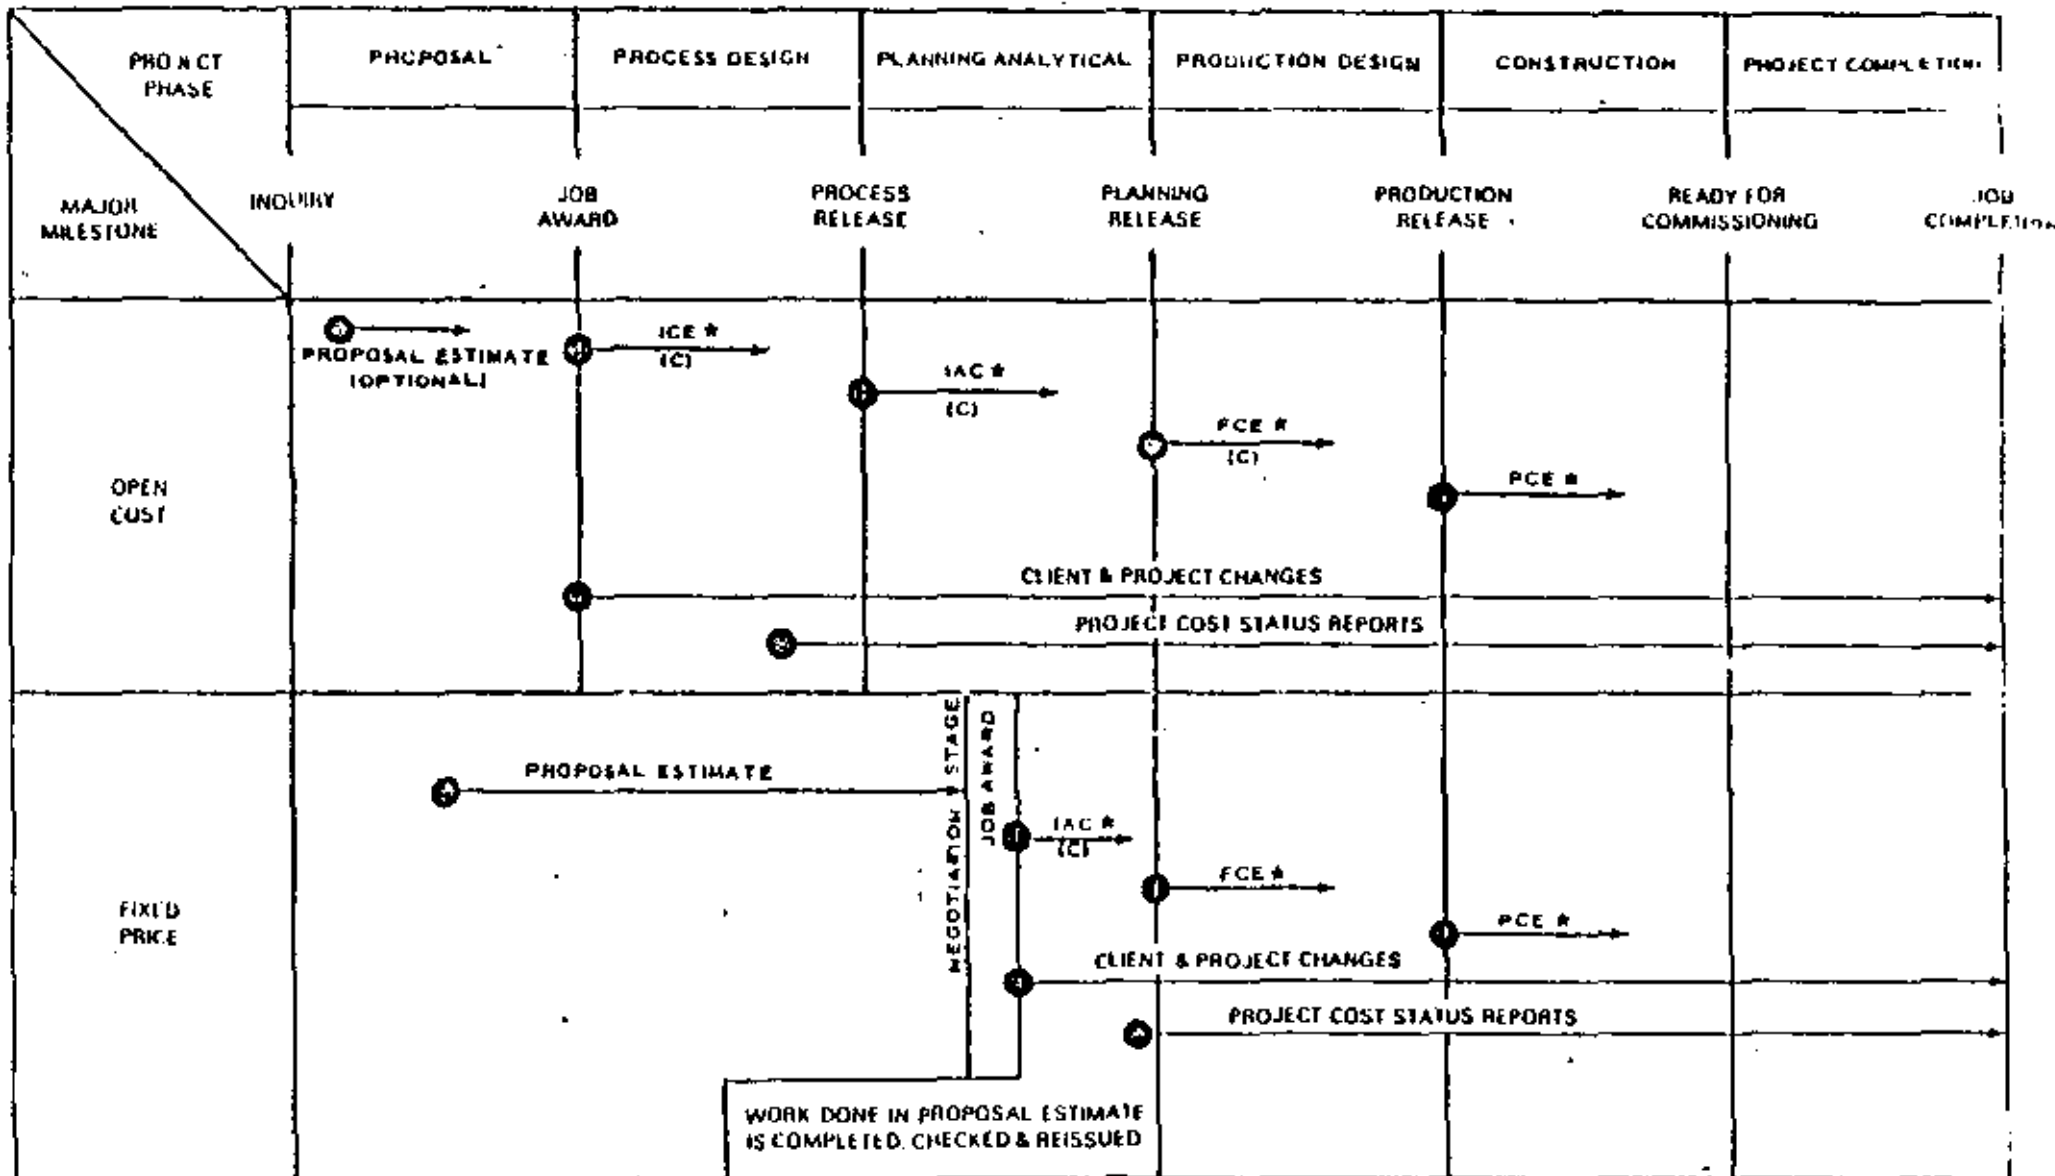 PROJECT
PHASE
PROPOSAL
PROCESS DESIGN
PLANNING ANALYTICAL
PRODUCTION DESIGN
CONSTRUCTION
PROJECT COMPLETION
MAJOR
MILESTONE
INQUIRY
JOB
AWARD
PROCESS
RELEASE
PLANNING
RELEASE
PRODUCTION
RELEASE
READY FOR
COMMISSIONING
JOB
COMPLETION
OPEN
COST
PROPOSAL ESTIMATE
(OPTIONAL)
ICE *
(C)
IAC *
(C)
FCE *
(C)
PCE *
CLIENT & PROJECT CHANGES
PROJECT COST STATUS REPORTS
FIXED
PRICE
PROPOSAL ESTIMATE
NEGOTIATION STAGE
JOB AWARD
IAC *
(C)
FCE *
PCE *
CLIENT & PROJECT CHANGES
PROJECT COST STATUS REPORTS
WORK DONE IN PROPOSAL ESTIMATE
IS COMPLETED, CHECKED & REISSUED